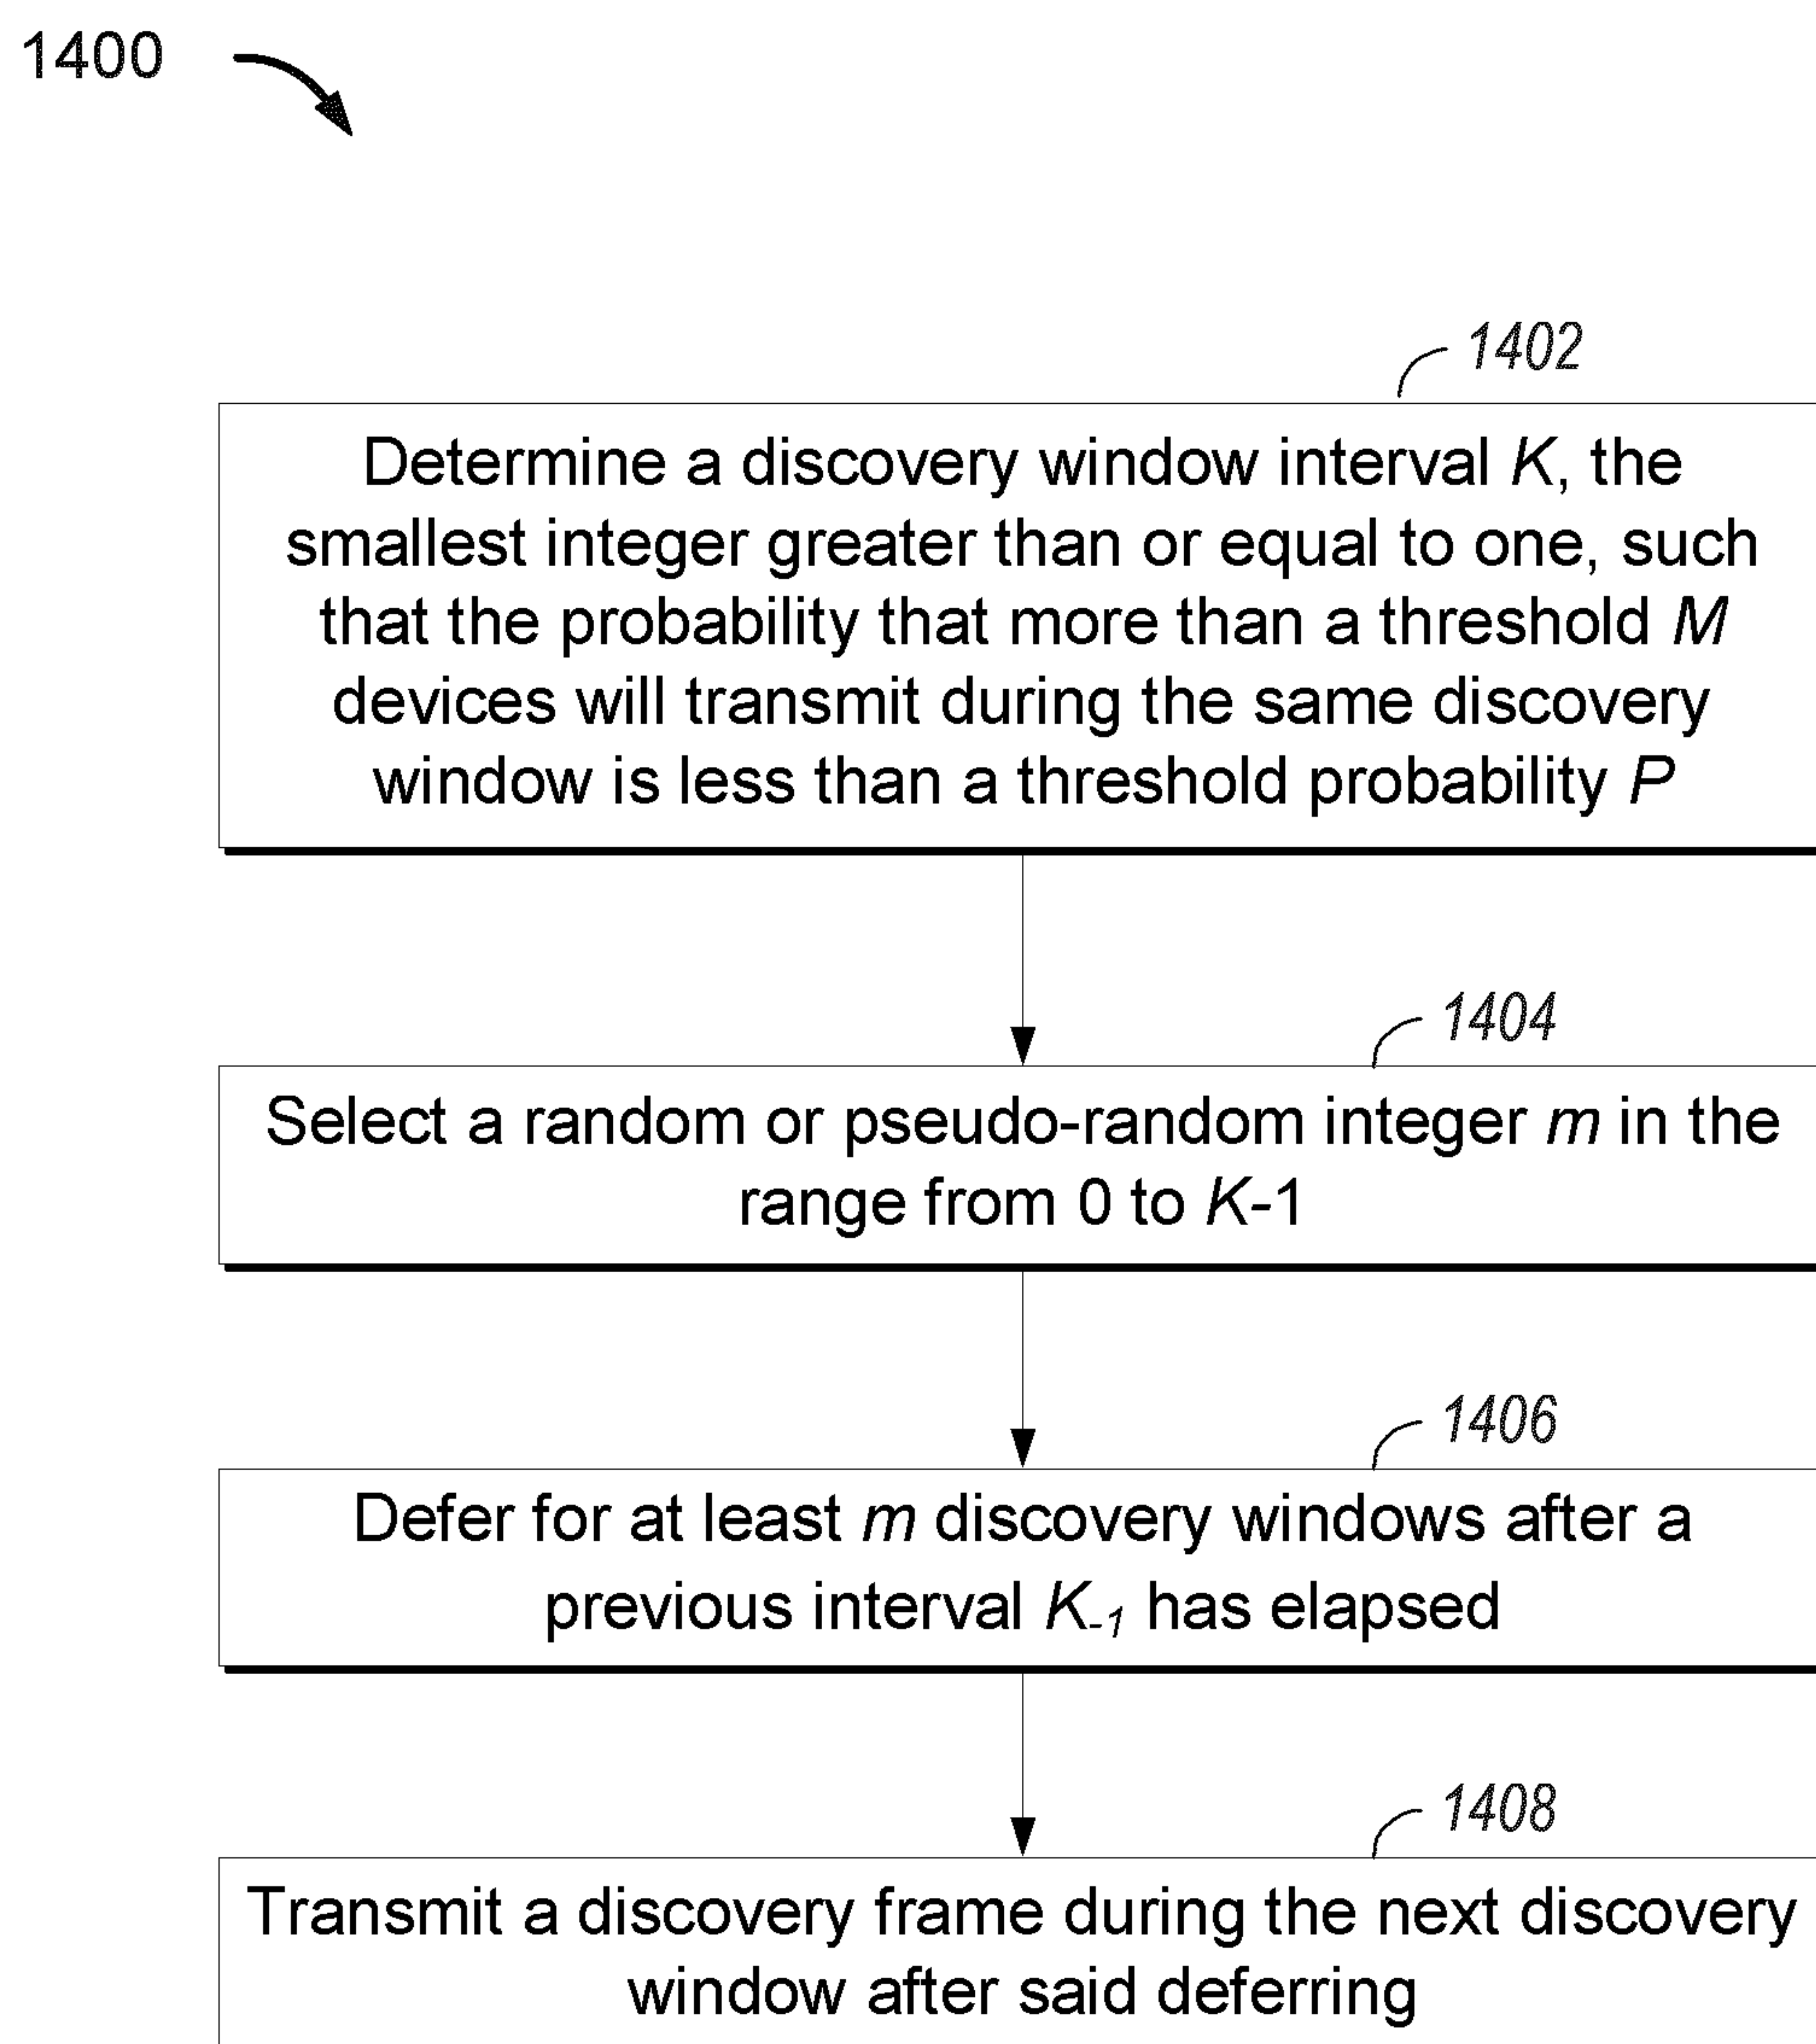 1400
1402
Determine a discovery window interval K, the
smallest integer greater than or equal to one, such
that the probability that more than a threshold M
devices will transmit during the same discovery
window is less than a threshold probability P
1404
Select a random or pseudo-random integer m in the
range from 0 to K-1
1406
Defer for at least m discovery windows after a
previous interval K-1 has elapsed
1408
Transmit a discovery frame during the next discovery
window after said deferring